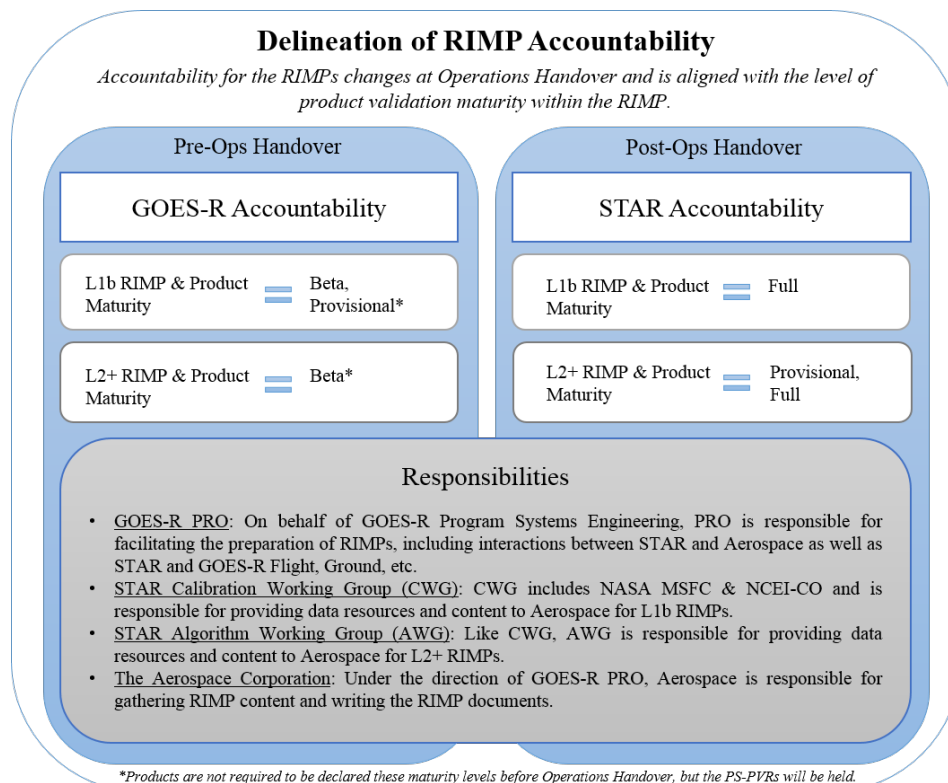 Delineation of RIMP Accountability
Accountability for the RIMPs changes at Operations Handover and is aligned with the level of
product validation maturity within the RIMP.
Pre-Ops Handover
GOES-R Accountability
L1b RIMP & Product
Maturity
Beta,
Provisional*
L2+ RIMP & Product
Maturity
Beta*
Post-Ops Handover
STAR Accountability
L1b RIMP & Product
Maturity
Full
L2+ RIMP & Product
Maturity
Provisional,
Full
Responsibilities
• GOES-R PRO: On behalf of GOES-R Program Systems Engineering, PRO is responsible for
facilitating the preparation of RIMPs, including interactions between STAR and Aerospace as well as
STAR and GOES-R Flight, Ground, etc.
• STAR Calibration Working Group (CWG): CWG includes NASA MSFC & NCEI-CO and is
responsible for providing data resources and content to Aerospace for L1b RIMPs.
• STAR Algorithm Working Group (AWG): Like CWG, AWG is responsible for providing data
resources and content to Aerospace for L2+ RIMPs.
• The Aerospace Corporation: Under the direction of GOES-R PRO, Aerospace is responsible for
gathering RIMP content and writing the RIMP documents.
*Products are not required to be declared these maturity levels before Operations Handover, but the PS-PVRs will be held.